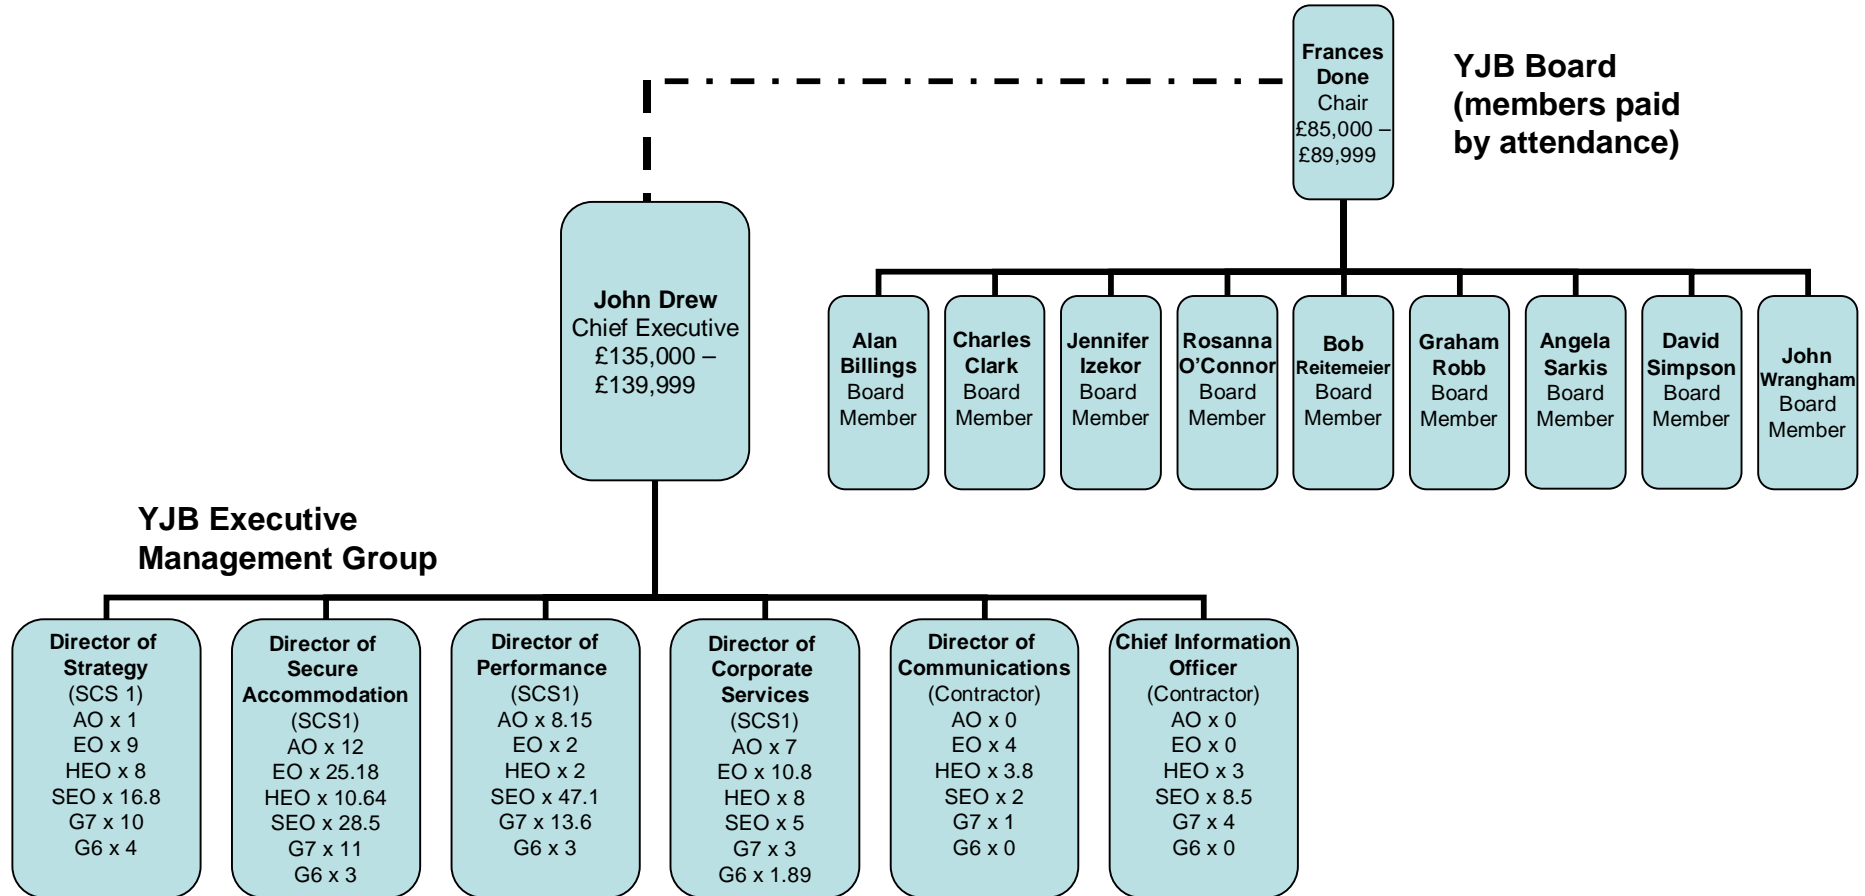 Frances
Done
Chair
£85,000 –
£89,999
YJB Board
(members paid
by attendance)
John Drew
Chief Executive
£135,000 –
£139,999
Alan
Billings
Board
Member
Charles
Clark
Board
Member
Jennifer
Izekor
Board
Member
Rosanna
O’Connor
Board
Member
Bob
Reitemeier
Board
Member
Graham
Robb
Board
Member
Angela
Sarkis
Board
Member
David
Simpson
Board
Member
John
Wrangham
Board
Member
YJB Executive
Management Group
Director of
Strategy
(SCS 1)
AO x 1
EO x 9
HEO x 8
SEO x 16.8
G7 x 10
G6 x 4
Director of
Secure
Accommodation
(SCS1)
AO x 12
EO x 25.18
HEO x 10.64
SEO x 28.5
G7 x 11
G6 x 3
Director of
Performance
(SCS1)
AO x 8.15
EO x 2
HEO x 2
SEO x 47.1
G7 x 13.6
G6 x 3
Director of
Corporate
Services
(SCS1)
AO x 7
EO x 10.8
HEO x 8
SEO x 5
G7 x 3
G6 x 1.89
Director of
Communications
(Contractor)
AO x 0
EO x 4
HEO x 3.8
SEO x 2
G7 x 1
G6 x 0
Chief Information
Officer
(Contractor)
AO x 0
EO x 0
HEO x 3
SEO x 8.5
G7 x 4
G6 x 0